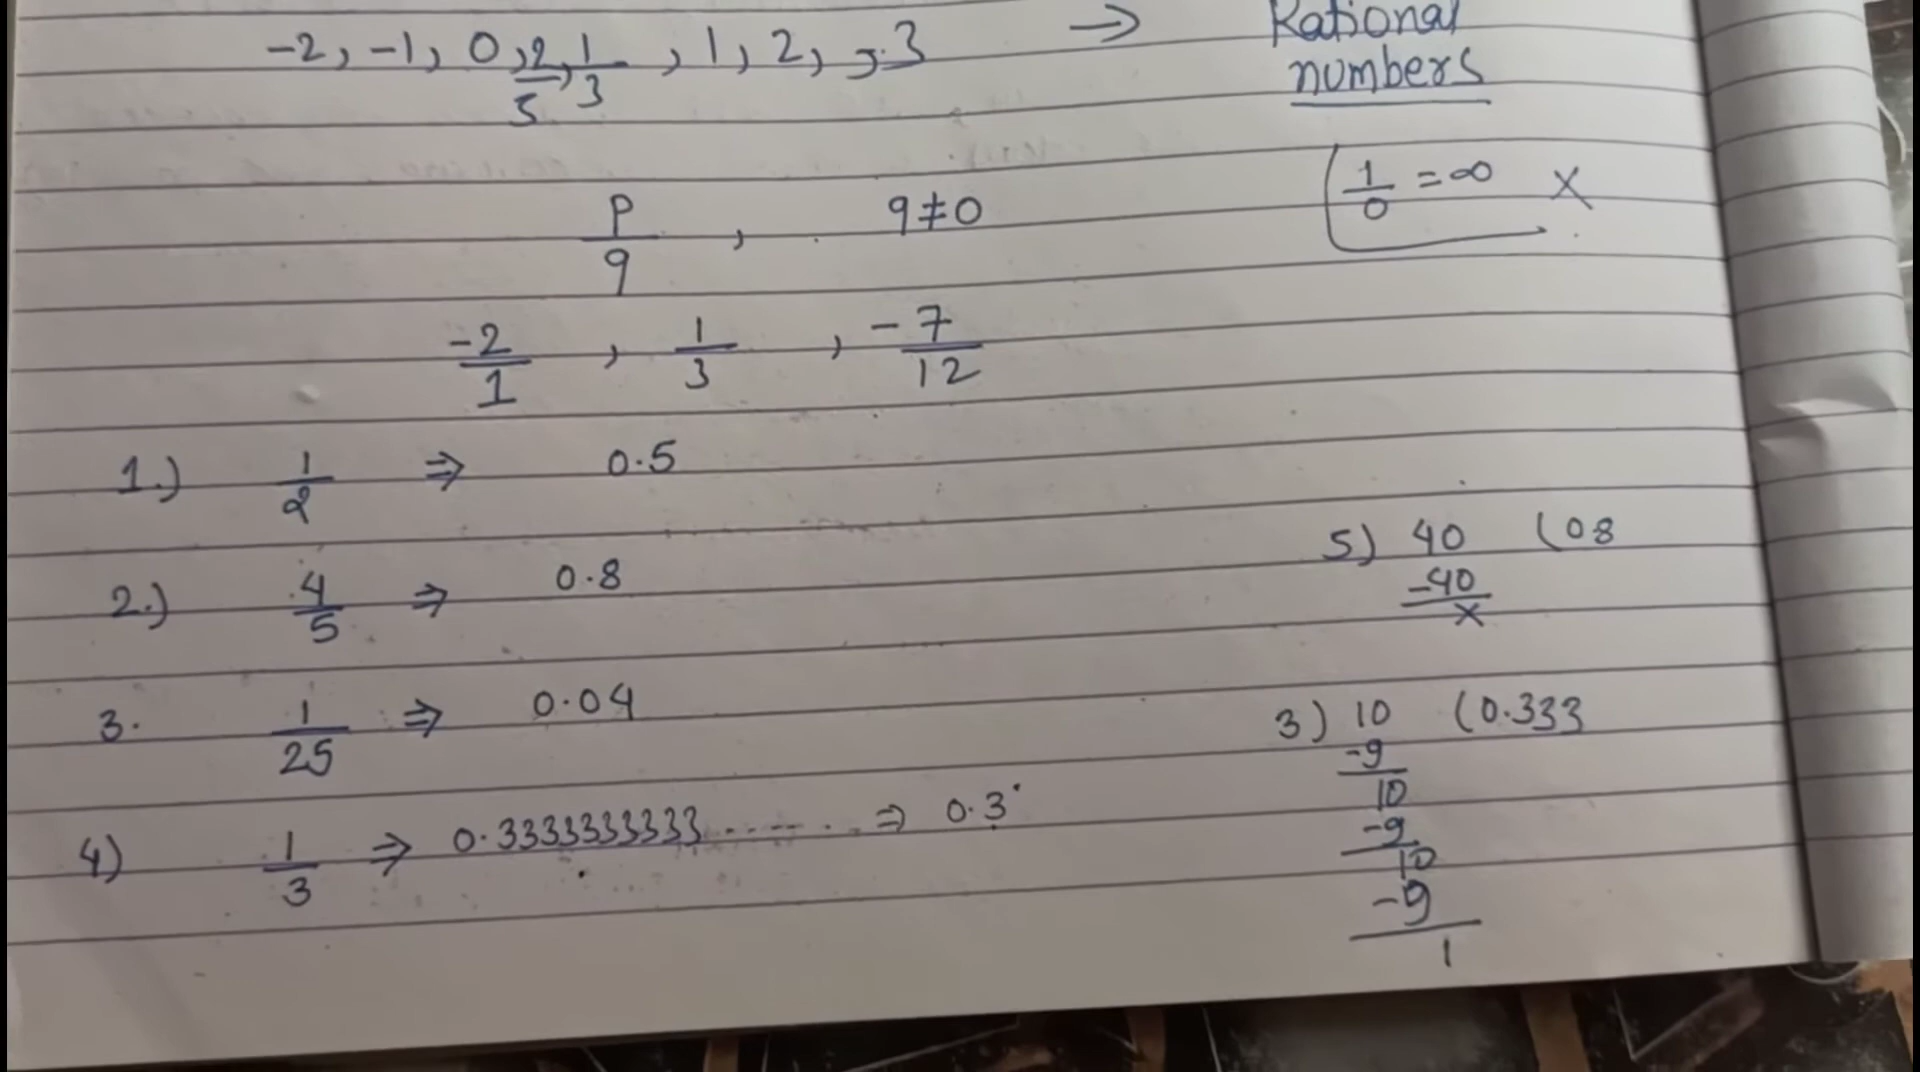 -2, -1, 0, 2/5, 1/3, 1, 2, , 3 → Rational
numbers
1/0 = ∞ ×
p/q , q≠0
-2/1 , 1/3 , -7/12
1.) 1/2 ⇒ 0.5
2.) 4/5 ⇒ 0.8
5) 40 (08
-40
×
3. 1/25 ⇒ 0.04
4) 1/3 ⇒ 0.3333333333....... ⇒ 0.3̇
3) 10 (0.333
-9
10
-9
10
-9
1